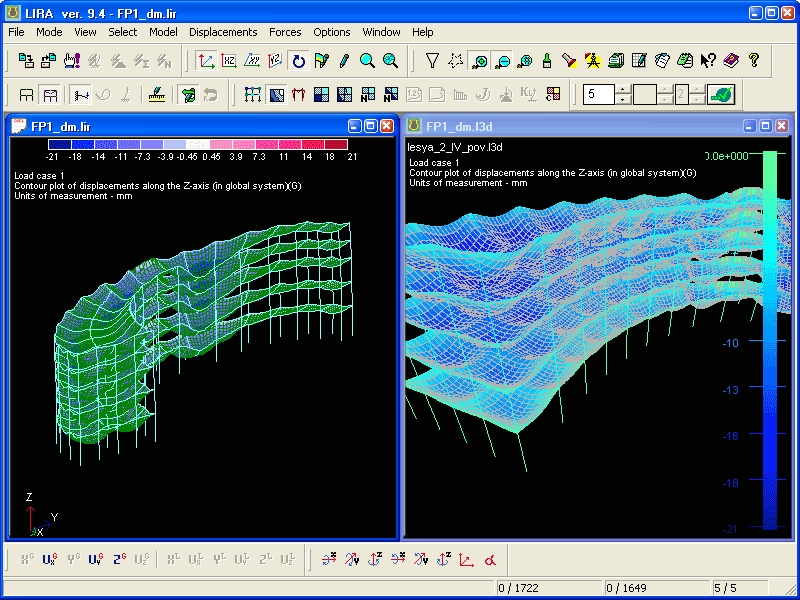 LIRA ver. 9.4 - FP1_dm.lir
File Mode View Select Model Displacements Forces Options Window Help
5 2
FP1_dm.lir
-21 -18 -14 -11 -7.3 -3.9 -0.45 0.45 3.9 7.3 11 14 18 21
Load case 1
Contour plot of displacements along the Z-axis (in global system)(G)
Units of measurement - mm
Z
Y
X
FP1_dm.l3d
lesya_2_IV_pov.l3d
0.0e+000
Load case 1
Contour plot of displacements along the Z-axis (in global system)(G)
Units of measurement - mm
-10
-13
-16
-18
-21
0 / 1722 0 / 1649 5 / 5